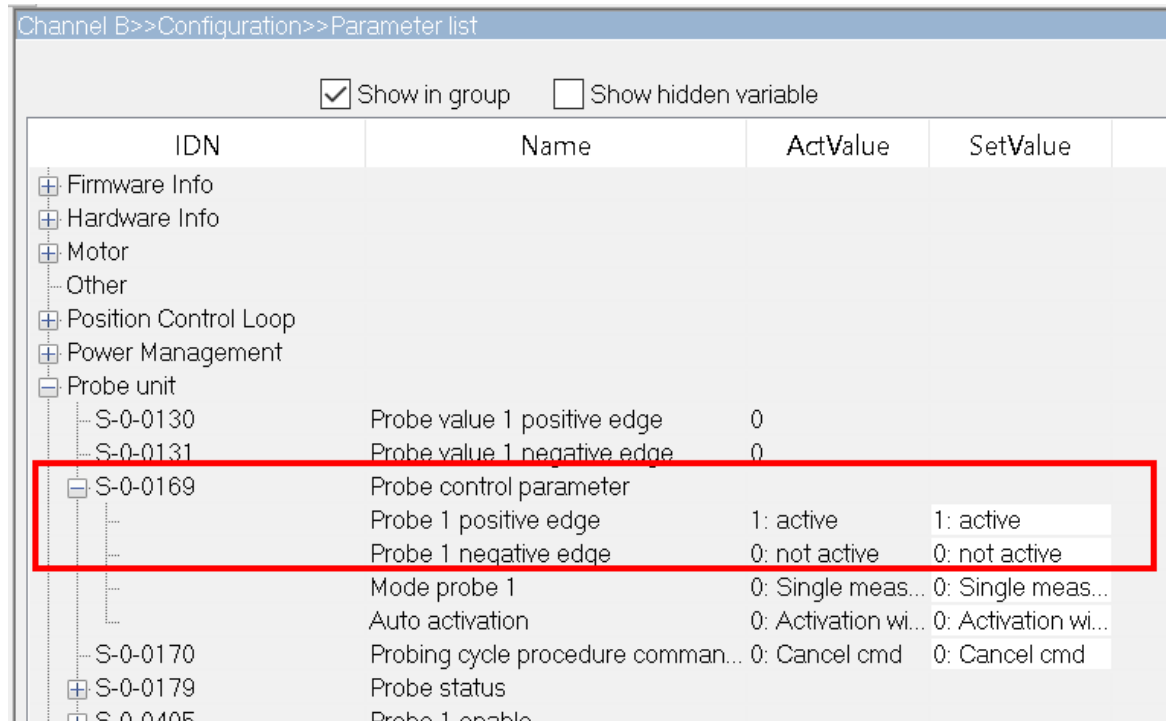 Channel B>>Configuration>>Parameter list
Show in group Show hidden variable
IDN Name ActValue SetValue
Firmware Info
Hardware Info
Motor
Other
Position Control Loop
Power Management
Probe unit
S-0-0130 Probe value 1 positive edge 0
S-0-0131 Probe value 1 negative edge 0
S-0-0169 Probe control parameter
Probe 1 positive edge 1: active 1: active
Probe 1 negative edge 0: not active 0: not active
Mode probe 1 0: Single meas... 0: Single meas...
Auto activation 0: Activation wi... 0: Activation wi...
S-0-0170 Probing cycle procedure comman... 0: Cancel cmd 0: Cancel cmd
S-0-0179 Probe status
S-0-0405 Probe 1 enable